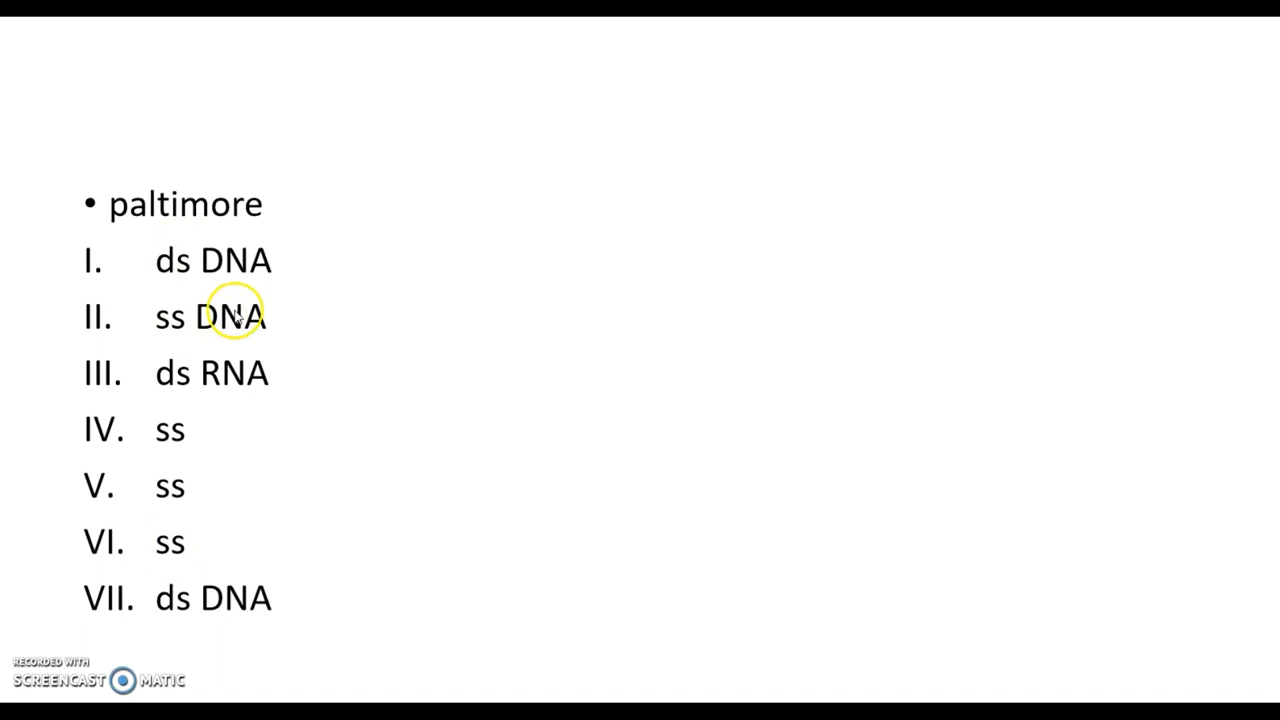 • paltimore
I. ds DNA
II. ss DNA
III. ds RNA
IV. ss
V. ss
VI. ss
VII. ds DNA
RECORDED WITH
SCREENCAST MATIC